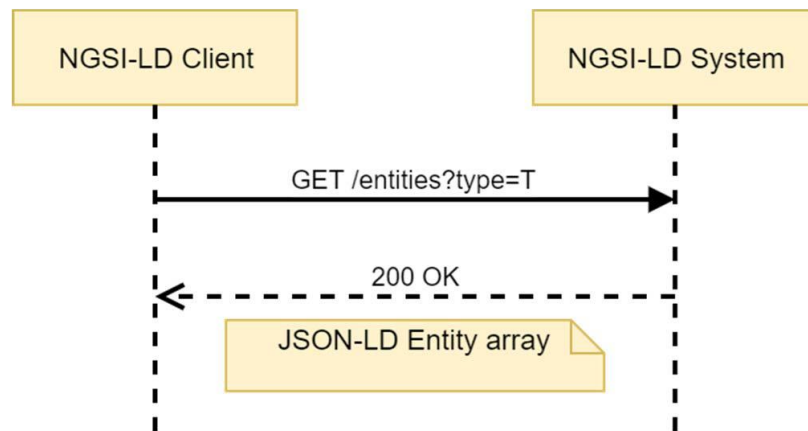 NGSI-LD Client
NGSI-LD System
GET /entities?type=T
200 OK
JSON-LD Entity array